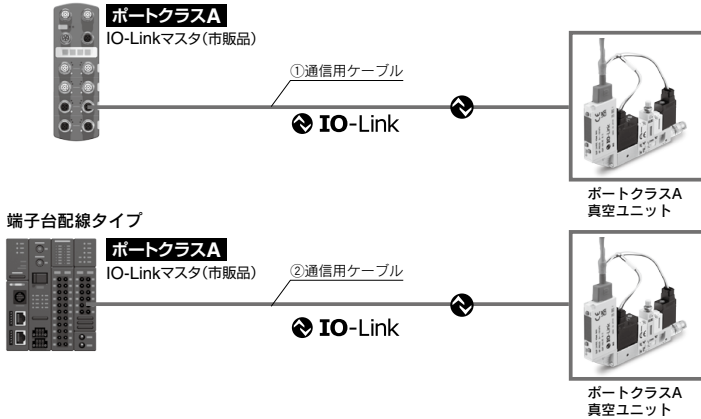 ポートクラスA
IO-Linkマスタ(市販品)
①通信用ケーブル
IO-Link
ポートクラスA
真空ユニット
端子台配線タイプ
ポートクラスA
IO-Linkマスタ(市販品)
②通信用ケーブル
IO-Link
ポートクラスA
真空ユニット